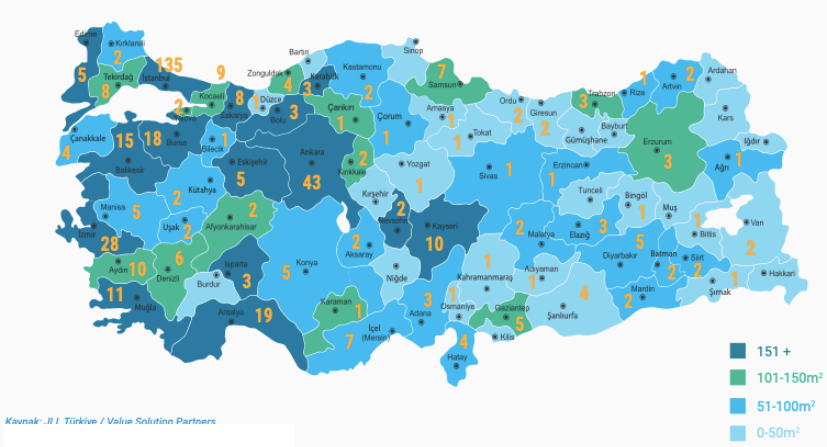 Edirne
Kırklareli
2
5
Tekirdağ
8
135
İstanbul
9
Kocaeli
2
Yalova
8
Sakarya
1
Düzce
Zonguldak
4
Bartın
Karabük
3
3
Bolu
Kastamonu
2
Sinop
7
Samsun
Çankırı
1
Çorum
1
Amasya
1
Ordu
2
Giresun
2
3
Trabzon
Rize
1
2
Artvin
Ardahan
Kars
Iğdır
Çanakkale
4
15
Balıkesir
18
Bursa
Bilecik
1
Eskişehir
5
Ankara
43
2
Kırıkkale
1
Tokat
Yozgat
1
Sivas
1
Gümüşhane
Bayburt
Erzurum
3
Erzincan
1
Ağrı
1
Kütahya
2
Manisa
5
Uşak
2
Afyonkarahisar
2
İzmir
28
Kırşehir
2
Nevşehir
Kayseri
10
Tunceli
Bingöl
1
Muş
1
Bitlis
Van
2
Aydın
10
6
Denizli
Isparta
3
Burdur
5
Konya
2
Aksaray
Niğde
2
Malatya
Elazığ
3
5
Diyarbakır
Batman
2
Siirt
2
Hakkari
1
Şırnak
11
Muğla
Antalya
19
Karaman
1
7
İçel
(Mersin)
3
Adana
1
Kahramanmaraş
1
Osmaniye
Adıyaman
1
Gaziantep
5
Kilis
4
Hatay
4
Şanlıurfa
Mardin
2
151 +
101-150m²
51-100m²
0-50m²
Kaynak: JLL Türkiye / Value Solution Partners